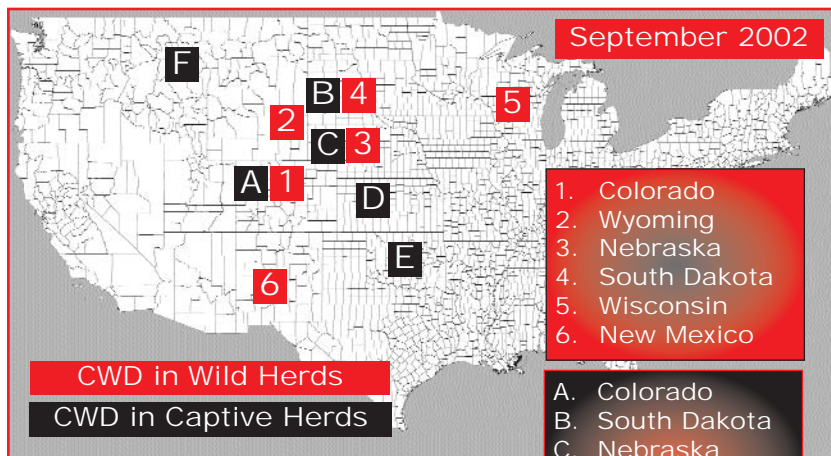 September 2002
F
B 4
2
5
C 3
A 1
D
E
6
1. Colorado
2. Wyoming
3. Nebraska
4. South Dakota
5. Wisconsin
6. New Mexico
CWD in Wild Herds
CWD in Captive Herds
A. Colorado
B. South Dakota
C. Nebraska